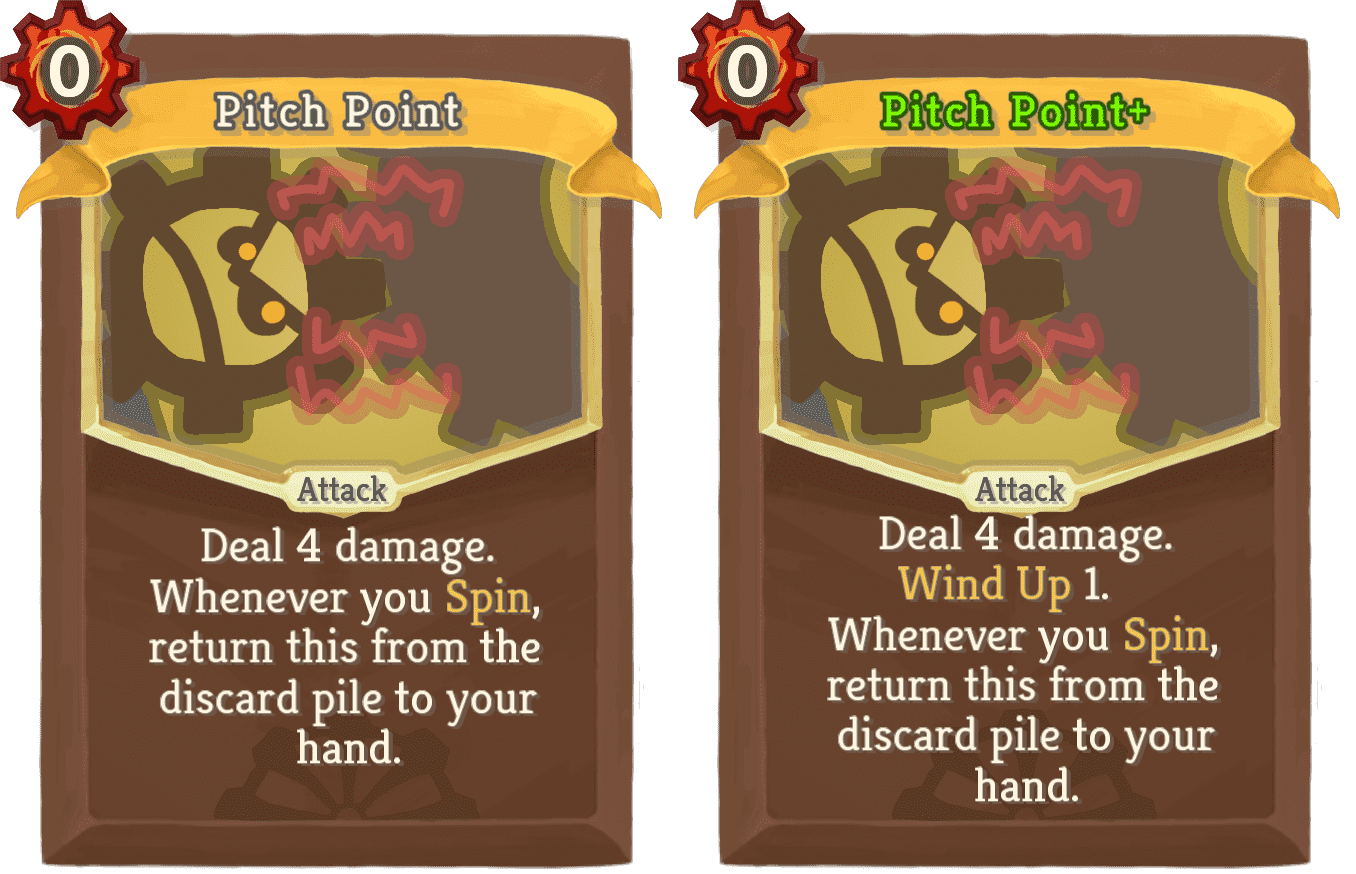 0
Pitch Point
Attack
Deal 4 damage.
Whenever you Spin,
return this from the
discard pile to your
hand.
0
Pitch Point+
Attack
Deal 4 damage.
Wind Up 1.
Whenever you Spin,
return this from the
discard pile to your
hand.